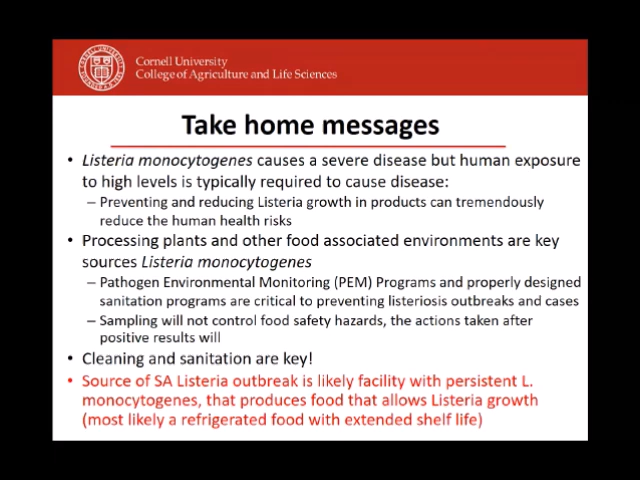 Cornell University
College of Agriculture and Life Sciences
Take home messages
• Listeria monocytogenes causes a severe disease but human exposure
to high levels is typically required to cause disease:
– Preventing and reducing Listeria growth in products can tremendously
reduce the human health risks
• Processing plants and other food associated environments are key
sources Listeria monocytogenes
– Pathogen Environmental Monitoring (PEM) Programs and properly designed
sanitation programs are critical to preventing listeriosis outbreaks and cases
– Sampling will not control food safety hazards, the actions taken after
positive results will
• Cleaning and sanitation are key!
• Source of SA Listeria outbreak is likely facility with persistent L.
monocytogenes, that produces food that allows Listeria growth
(most likely a refrigerated food with extended shelf life)